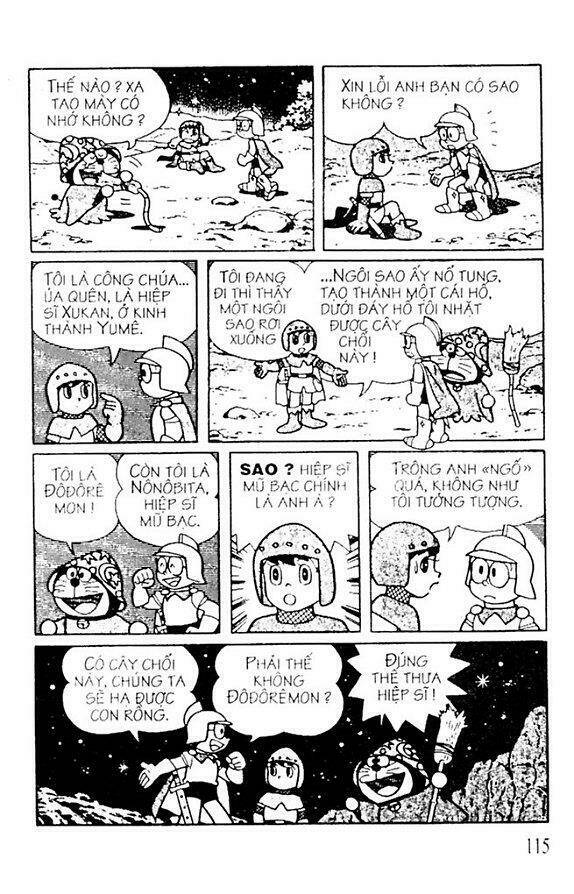 THẾ NÀO ? XA
TAO MÀY CÓ
NHỚ KHÔNG ?
XIN LỖI ANH BẠN CÓ SAO
KHÔNG ?
TÔI LÀ CÔNG CHÚA...
ÚA QUÊN, LÀ HIỆP
SĨ XUKAN, Ở KINH
THÀNH YUMÊ.
TÔI ĐANG
ĐI THÌ THẤY
MỘT NGÔI
SAO RƠI
XUỐNG
...NGÔI SAO ẤY NỔ TUNG,
TẠO THÀNH MỘT CÁI HỐ,
DƯỚI ĐÁY HỐ TÔI NHẶT
ĐƯỢC CÂY
CHỔI
NÀY !
TÔI LÀ
ĐÔĐÔRÊ
MON !
CÒN TÔI LÀ
NÔNÔBITA,
HIỆP SĨ
MŨ BẠC.
SAO ? HIỆP SĨ
MŨ BẠC CHÍNH
LÀ ANH À ?
TRÔNG ANH «NGỐ»
QUÁ, KHÔNG NHƯ
TÔI TƯỞNG TƯỢNG.
CÓ CÂY CHỔI
NÀY, CHÚNG TA
SẼ HẠ ĐƯỢC
CON RỒNG.
PHẢI THẾ
KHÔNG
ĐÔĐÔRÊMON ?
ĐÚNG
THẾ THƯA
HIỆP SĨ !
115